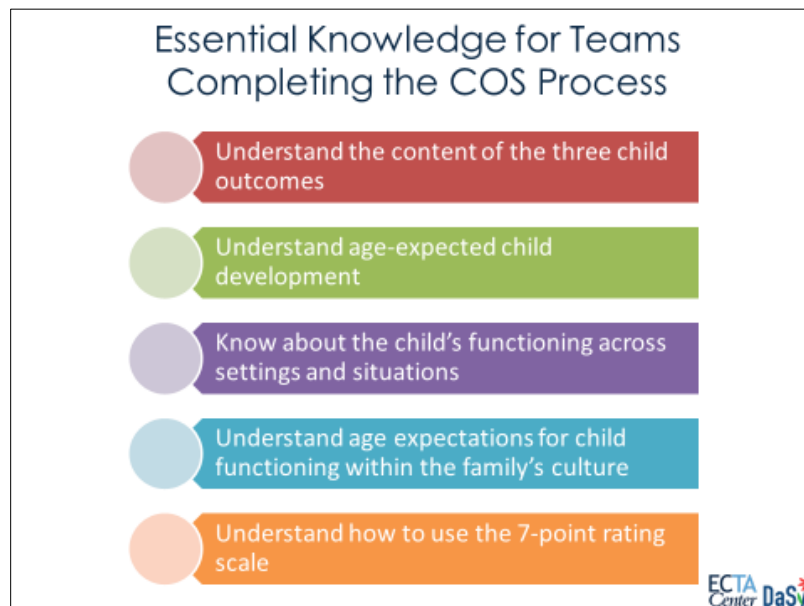 Essential Knowledge for Teams
Completing the COS Process
Understand the content of the three child
outcomes
Understand age-expected child
development
Know about the child's functioning across
settings and situations
Understand age expectations for child
functioning within the family's culture
Understand how to use the 7-point rating
scale
ECTA
Center DaSy